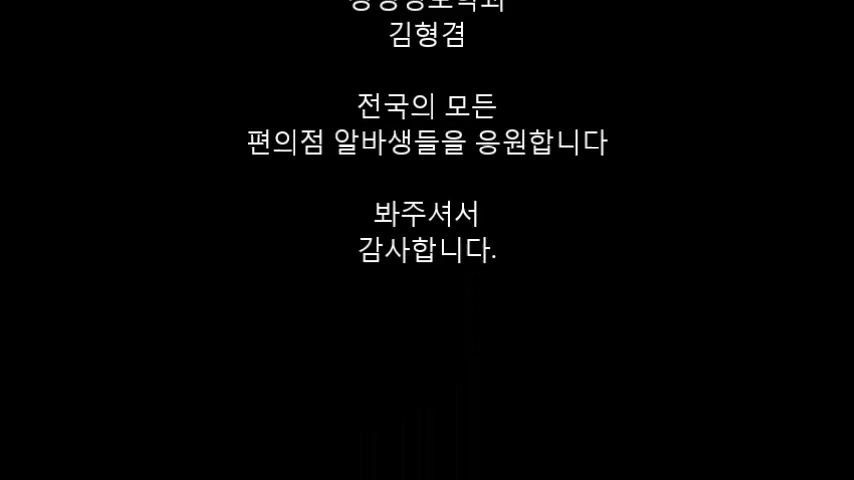 김형겸
전국의 모든
편의점 알바생들을 응원합니다
봐주셔서
감사합니다.